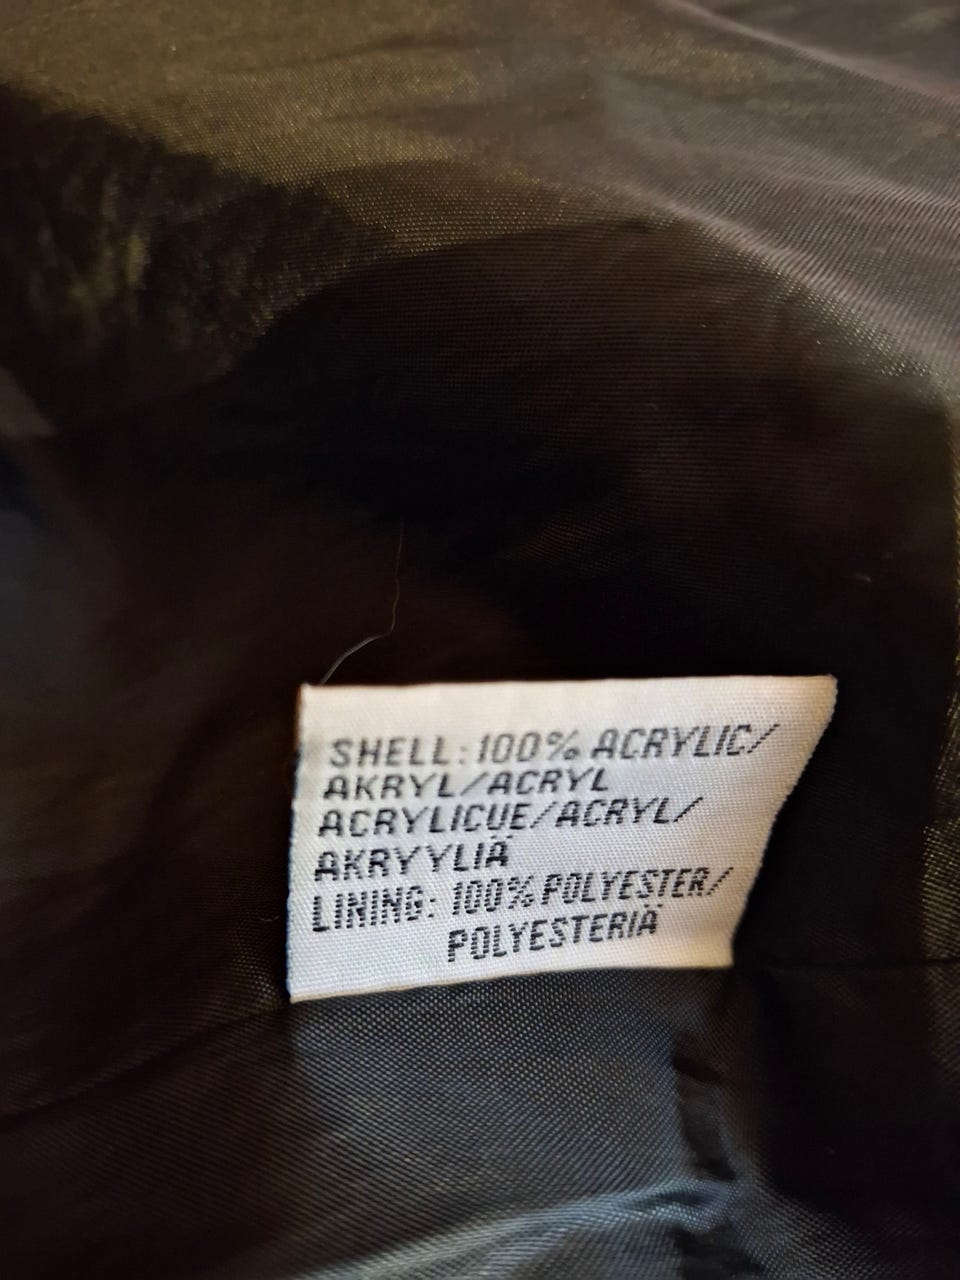 SHELL: 100% ACRYLIC/
AKRYL/ACRYL
ACRYLICUE/ACRYL/
AKRYYLIÄ
LINING: 100% POLYESTER/
POLYESTERIÄ